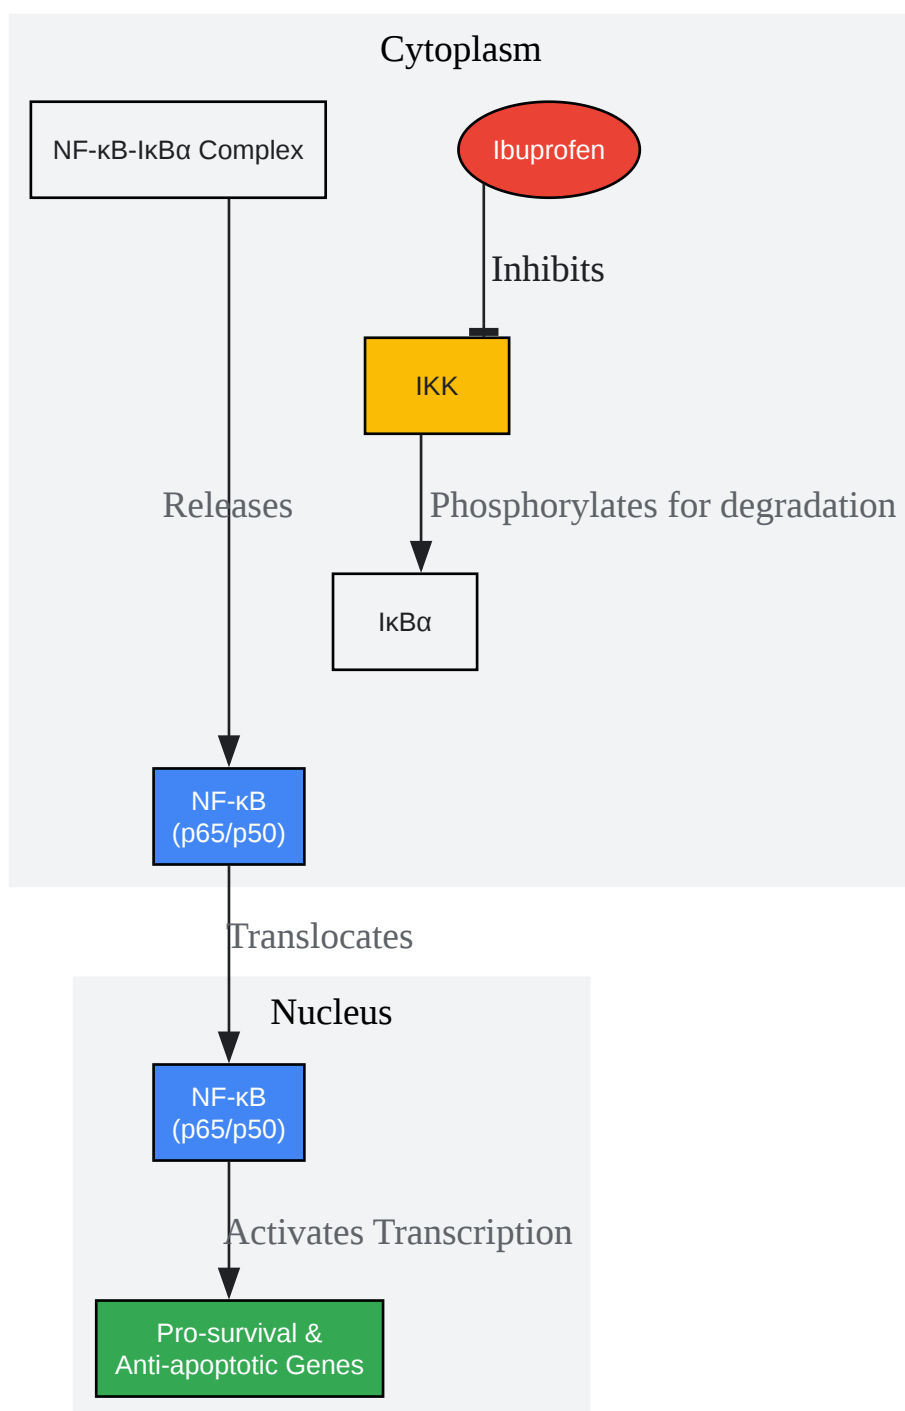 Cytoplasm
NF-κB-IκBα Complex
Ibuprofen
Inhibits
IKK
Releases
Phosphorylates for degradation
IκBα
NF-κB
(p65/p50)
Translocates
Nucleus
NF-κB
(p65/p50)
Activates Transcription
Pro-survival &
Anti-apoptotic Genes